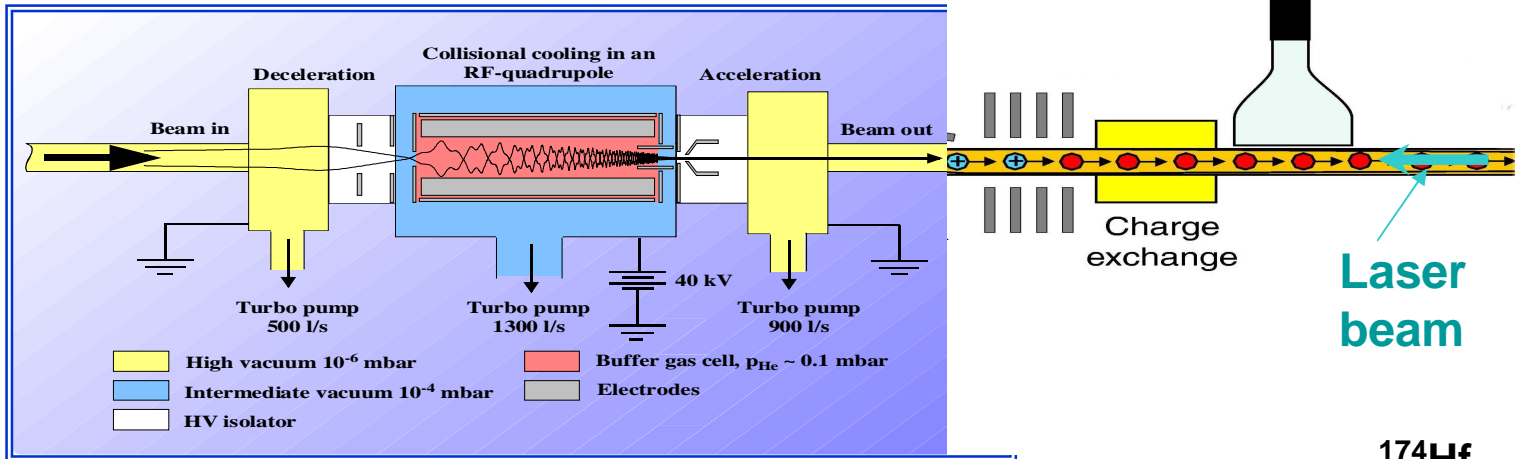 Collisional cooling in an
RF-quadrupole
Deceleration
Acceleration
Beam in
Beam out
40 kV
Turbo pump
500 l/s
Turbo pump
1300 l/s
Turbo pump
900 l/s
High vacuum 10⁻⁶ mbar
Buffer gas cell, pHe ~ 0.1 mbar
Intermediate vacuum 10⁻⁴ mbar
Electrodes
HV isolator
+
+
Charge
exchange
Laser
beam
¹⁷⁴Hf